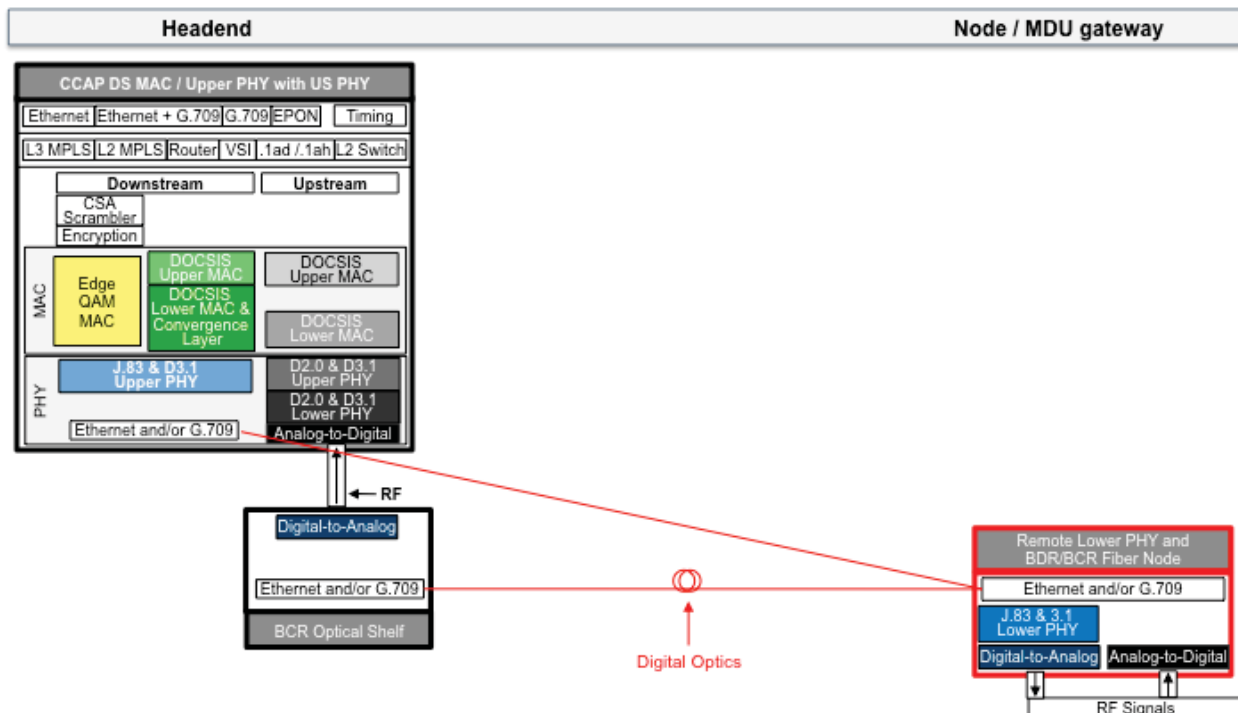 Headend
Node / MDU gateway
CCAP DS MAC / Upper PHY with US PHY
Ethernet Ethernet + G.709 G.709 EPON Timing
L3 MPLS L2 MPLS Router VSI .1ad /.1ah L2 Switch
Downstream Upstream
CSA
Scrambler
Encryption
MAC
Edge
QAM
MAC
DOCSIS
Upper MAC
DOCSIS
Lower MAC &
Convergence
Layer
DOCSIS
Upper MAC
DOCSIS
Lower MAC
PHY
J.83 & D3.1
Upper PHY
D2.0 & D3.1
Upper PHY
D2.0 & D3.1
Lower PHY
Ethernet and/or G.709
Analog-to-Digital
RF
Digital-to-Analog
Ethernet and/or G.709
BCR Optical Shelf
Digital Optics
Remote Lower PHY and
BDR/BCR Fiber Node
Ethernet and/or G.709
J.83 & 3.1
Lower PHY
Digital-to-Analog Analog-to-Digital
RF Signals